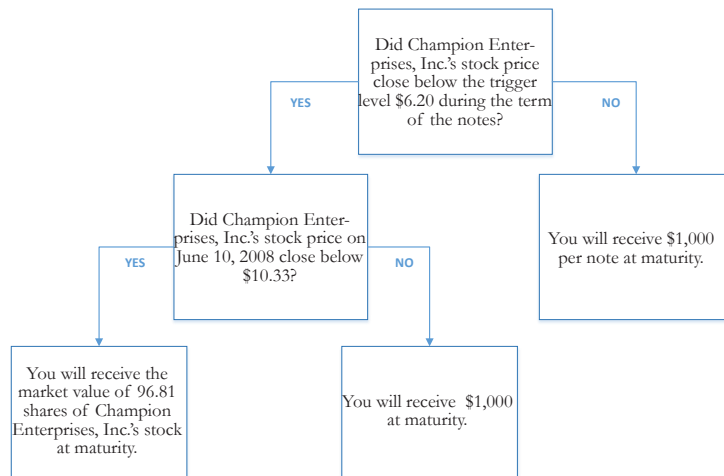 Did Champion Enter-
prises, Inc.'s stock price
close below the trigger
level $6.20 during the term
of the notes?
YES
NO
Did Champion Enter-
prises, Inc.'s stock price on
June 10, 2008 close below
$10.33?
You will receive $1,000
per note at maturity.
YES
NO
You will receive the
market value of 96.81
shares of Champion
Enterprises, Inc.'s stock
at maturity.
You will receive $1,000
at maturity.